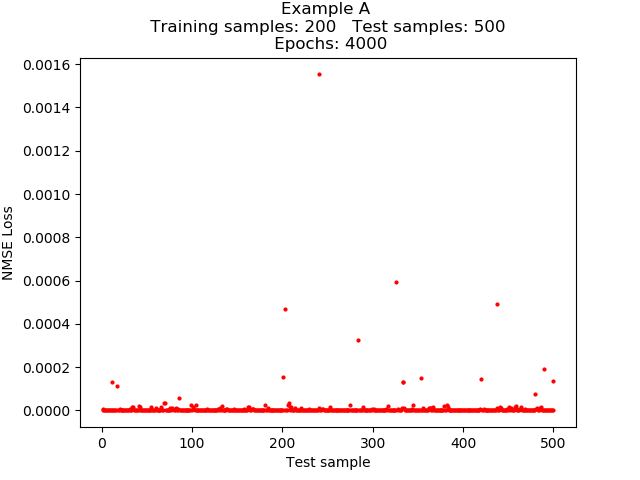 Example A
Training samples: 200   Test samples: 500
Epochs: 4000
0.0016
0.0014
0.0012
0.0010
0.0008
0.0006
0.0004
0.0002
0.0000
NMSE Loss
0 100 200 300 400 500
Test sample